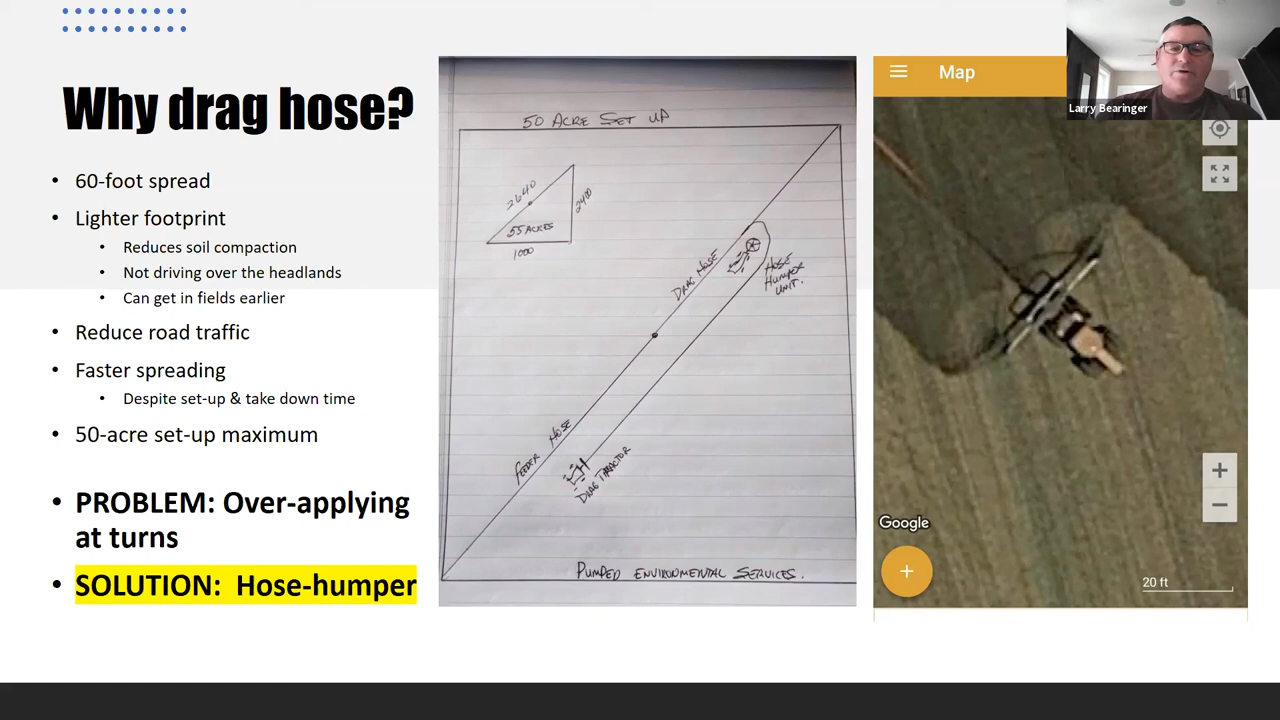 Why drag hose?
• 60-foot spread
• Lighter footprint
• Reduces soil compaction
• Not driving over the headlands
• Can get in fields earlier
• Reduce road traffic
• Faster spreading
• Despite set-up & take down time
• 50-acre set-up maximum
• PROBLEM: Over-applying
at turns
• SOLUTION: Hose-humper
50 ACRE SET UP
2640
2400
55 ACRES
1000
DRAG HOSE
HOSE
HUMPER
UNIT.
FEEDER HOSE
DRAG TRACTOR
PUMPED ENVIRONMENTAL SERVICES.
Map
Larry Bearinger
Google
20 ft